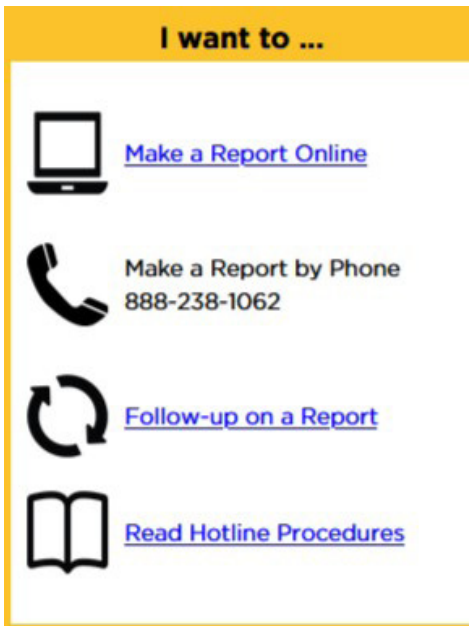 I want to ...
Make a Report Online
Make a Report by Phone
888-238-1062
Follow-up on a Report
Read Hotline Procedures